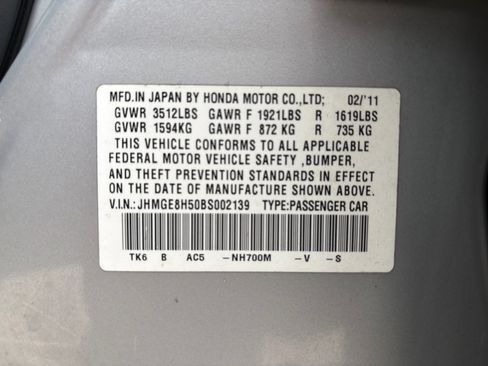 MFD.IN JAPAN BY HONDA MOTOR CO.,LTD; 02/'11
GVWR 3512LBS GAWR F 1921LBS R 1619LBS
GVWR 1594KG GAWR F 872 KG R 735 KG
THIS VEHICLE CONFORMS TO ALL APPLICABLE
FEDERAL MOTOR VEHICLE SAFETY ,BUMPER,
AND THEFT PREVENTION STANDARDS IN EFFECT
ON THE DATE OF MANUFACTURE SHOWN ABOVE.
V.I.N.: JHMGE8H50BS002139 TYPE:PASSENGER CAR
TK6 B AC5 -NH700M -V -S